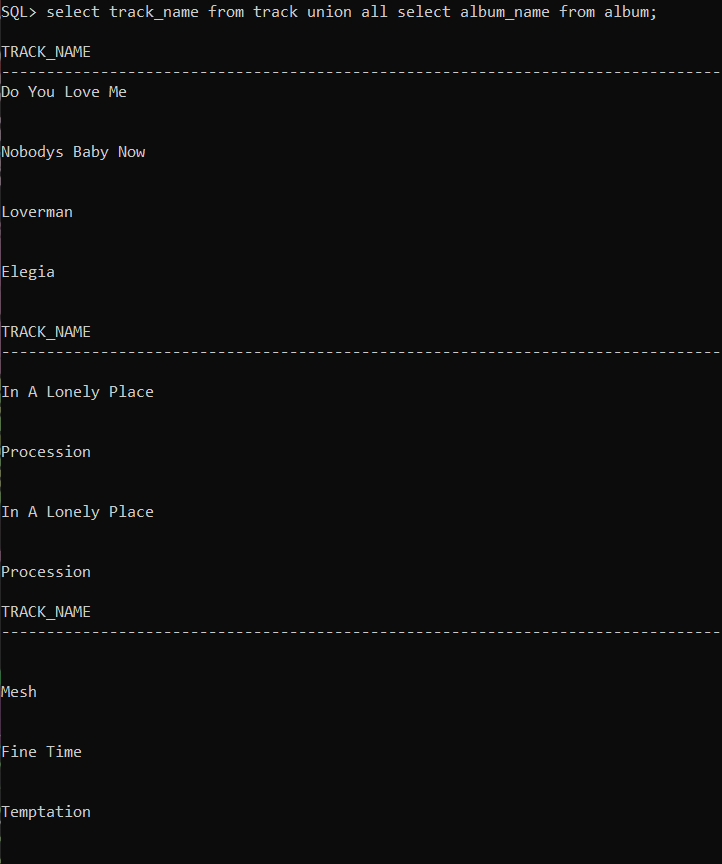 SQL> select track_name from track union all select album_name from album;
TRACK_NAME
--------------------------------------------------------------------------------
Do You Love Me
Nobodys Baby Now
Loverman
Elegia
TRACK_NAME
--------------------------------------------------------------------------------
In A Lonely Place
Procession
In A Lonely Place
Procession
TRACK_NAME
--------------------------------------------------------------------------------
Mesh
Fine Time
Temptation